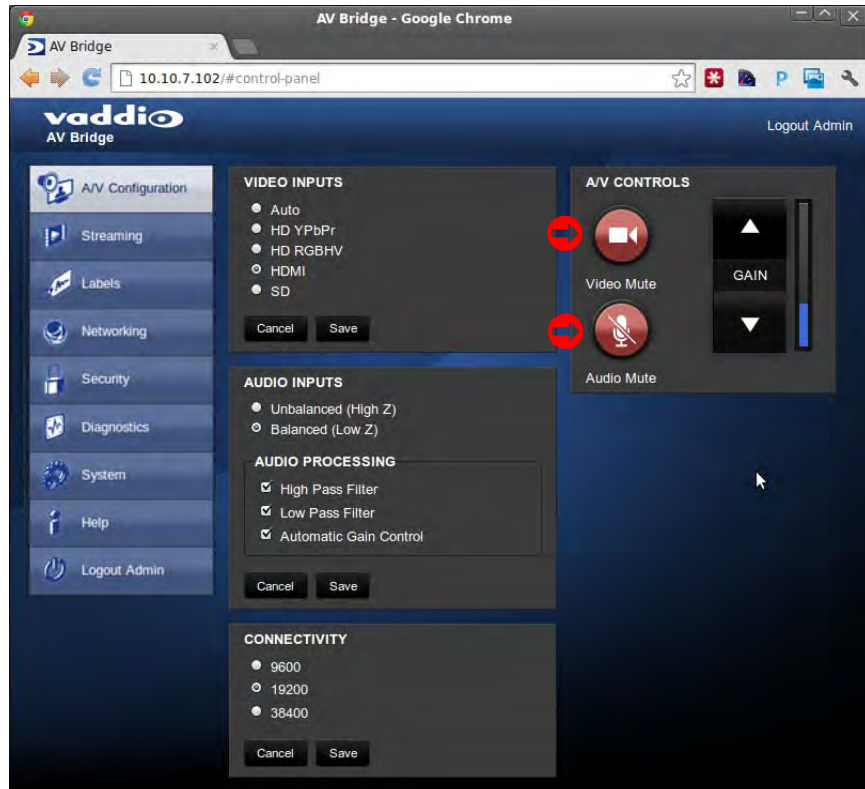 AV Bridge - Google Chrome
AV Bridge
10.10.7.102/#control-panel
P
vaddio
AV Bridge
Logout Admin
A/V Configuration
Streaming
Labels
Networking
Security
Diagnostics
System
Help
Logout Admin
VIDEO INPUTS
Auto
HD YPbPr
HD RGBHV
HDMI
SD
Cancel Save
AUDIO INPUTS
Unbalanced (High Z)
Balanced (Low Z)
AUDIO PROCESSING
High Pass Filter
Low Pass Filter
Automatic Gain Control
Cancel Save
CONNECTIVITY
9600
19200
38400
Cancel Save
A/V CONTROLS
Video Mute
GAIN
Audio Mute